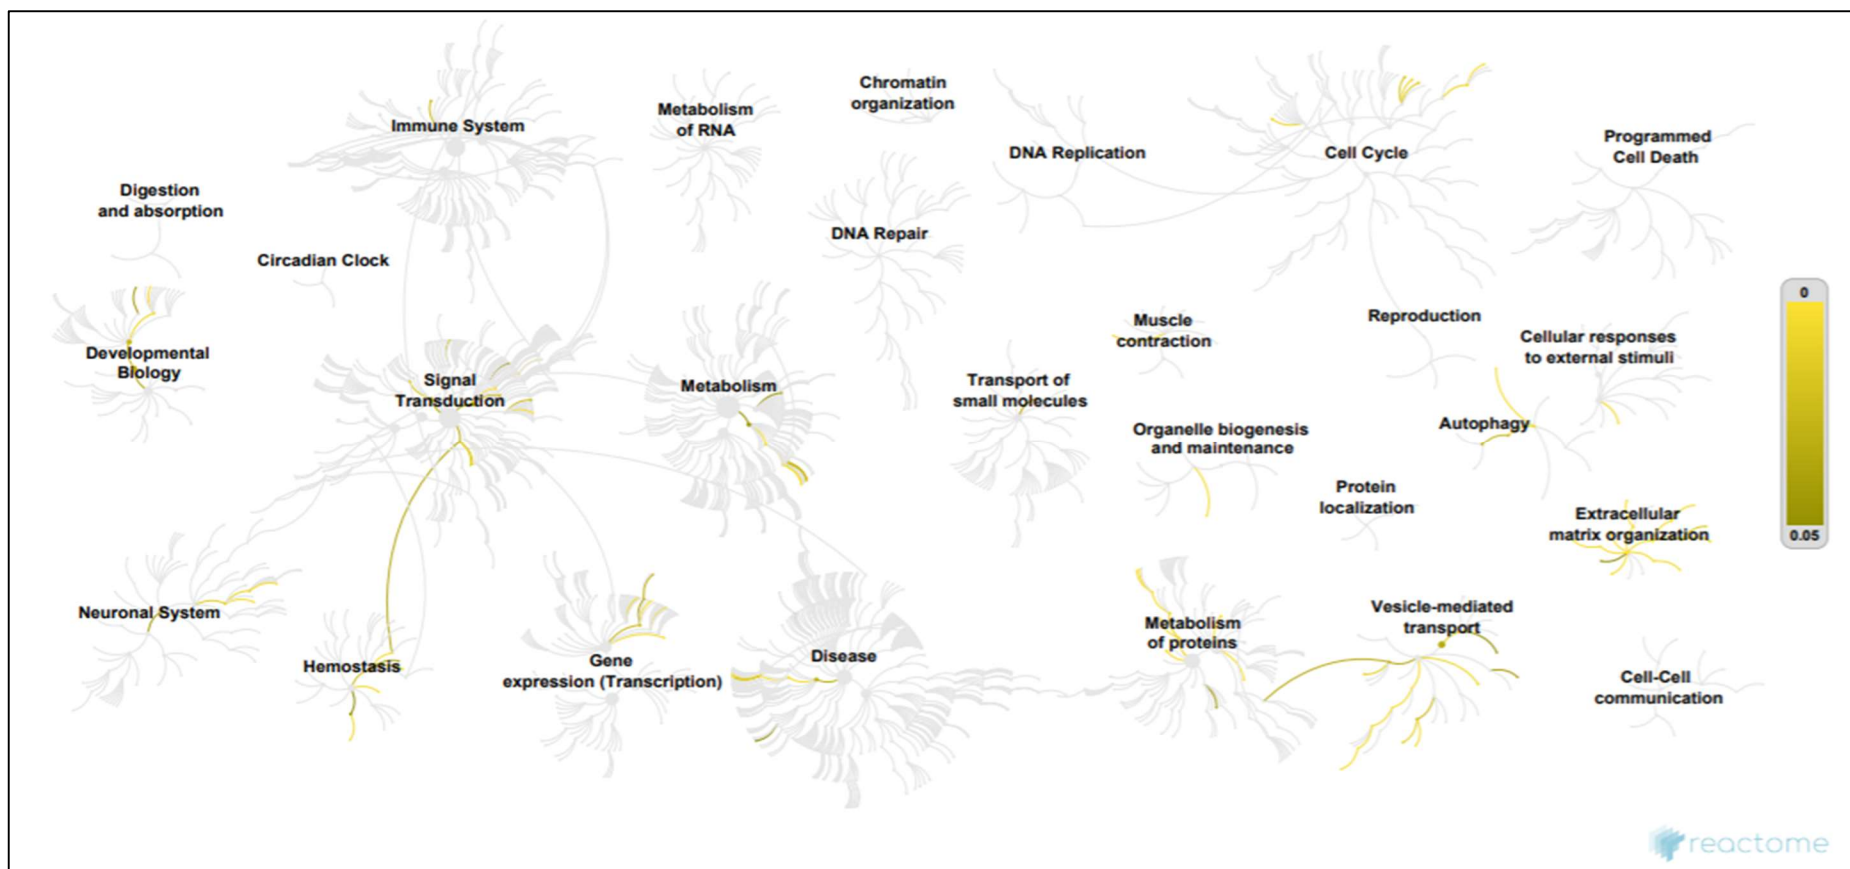 Chromatin
organization
Immune System
Metabolism
of RNA
DNA Replication
Cell Cycle
Programmed
Cell Death
Digestion
and absorption
DNA Repair
Circadian Clock
0
Developmental
Biology
Signal
Transduction
Metabolism
Transport of
small molecules
Muscle
contraction
Reproduction
Cellular responses
to external stimuli
Organelle biogenesis
and maintenance
Autophagy
Protein
localization
Extracellular
matrix organization
0.05
Neuronal System
Hemostasis
Gene
expression (Transcription)
Disease
Metabolism
of proteins
Vesicle-mediated
transport
Cell-Cell
communication
reactome